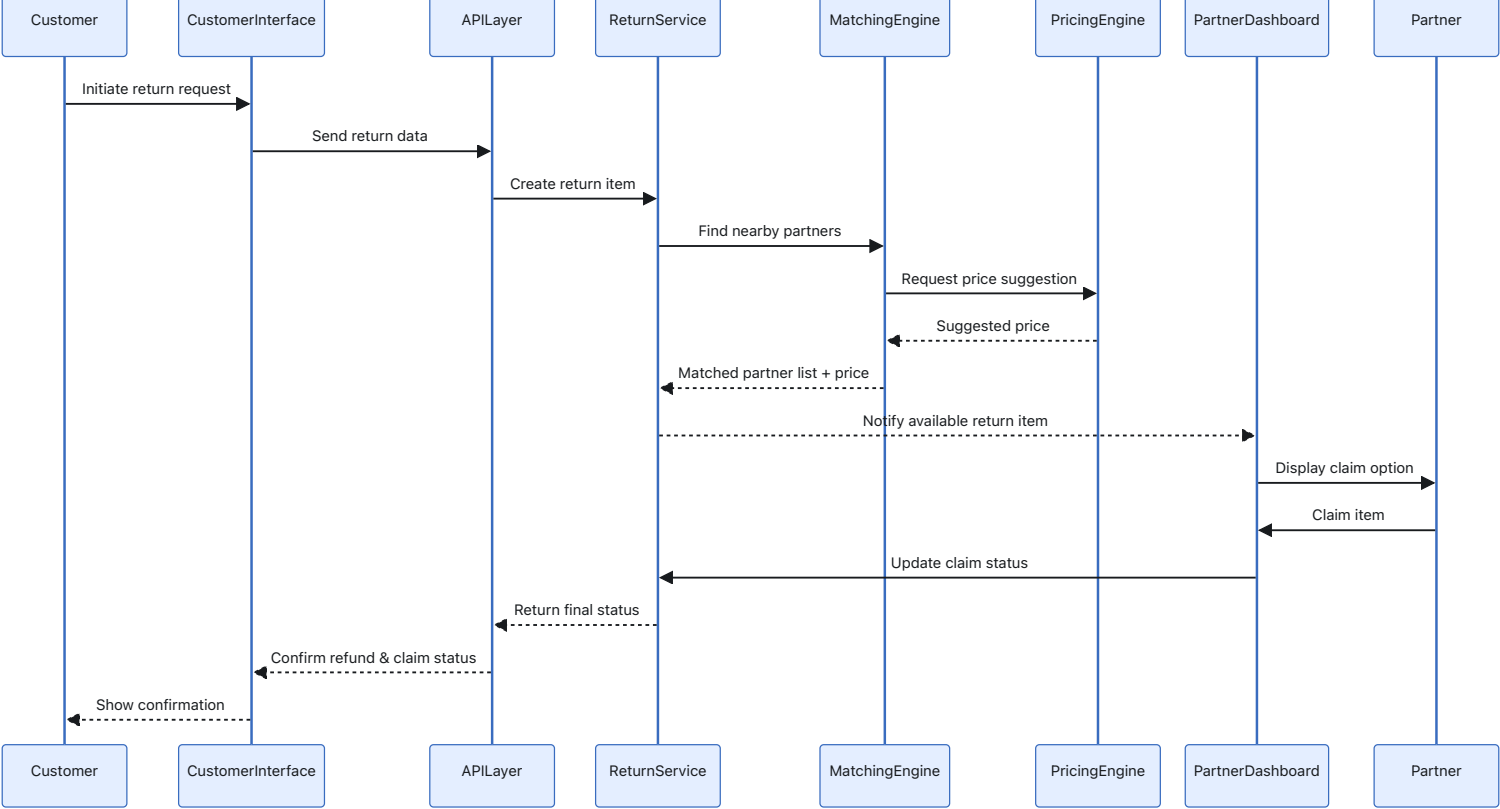 Customer
CustomerInterface
APILayer
ReturnService
MatchingEngine
PricingEngine
PartnerDashboard
Partner
Initiate return request
Send return data
Create return item
Find nearby partners
Request price suggestion
Suggested price
Matched partner list + price
Notify available return item
Display claim option
Claim item
Update claim status
Return final status
Confirm refund & claim status
Show confirmation
Customer
CustomerInterface
APILayer
ReturnService
MatchingEngine
PricingEngine
PartnerDashboard
Partner